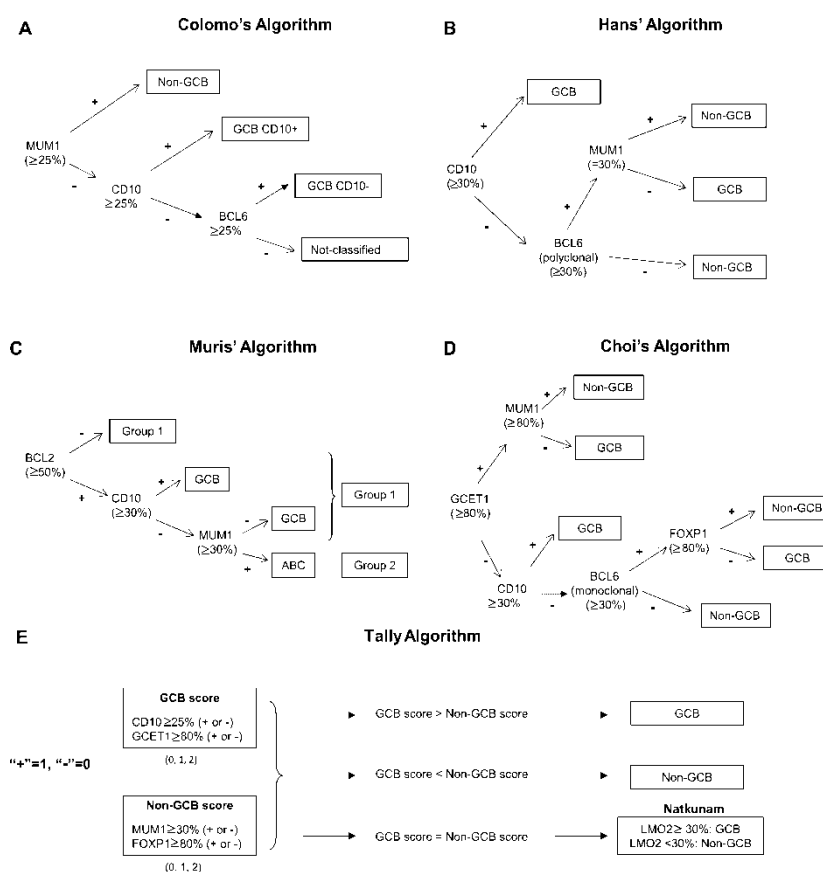 A
Colomo's Algorithm
MUM1
(≥25%)
+
Non-GCB
-
CD10
≥25%
+
GCB CD10+
-
BCL6
≥25%
+
GCB CD10-
-
Not-classified
B
Hans' Algorithm
CD10
(≥30%)
+
GCB
-
BCL6
(polyclonal)
(≥30%)
+
MUM1
(=30%)
+
Non-GCB
-
GCB
-
Non-GCB
C
Muris' Algorithm
BCL2
(≥50%)
-
Group 1
+
CD10
(≥30%)
+
GCB
-
MUM1
(≥30%)
-
GCB
+
ABC
Group 1
Group 2
D
Choi's Algorithm
GCET1
(≥80%)
+
MUM1
(≥80%)
+
Non-GCB
-
GCB
-
CD10
≥30%
+
GCB
-
BCL6
(monoclonal)
(≥30%)
+
FOXP1
(≥80%)
+
Non-GCB
-
GCB
-
Non-GCB
E
Tally Algorithm
"+"=1, "-"=0
GCB score
CD10≥25% (+ or -)
GCET1≥80% (+ or -)
(0, 1, 2)
Non-GCB score
MUM1≥30% (+ or -)
FOXP1≥80% (+ or -)
(0, 1, 2)
GCB score > Non-GCB score
GCB
GCB score < Non-GCB score
Non-GCB
GCB score = Non-GCB score
Natkunam
LMO2≥ 30%: GCB
LMO2 <30%: Non-GCB